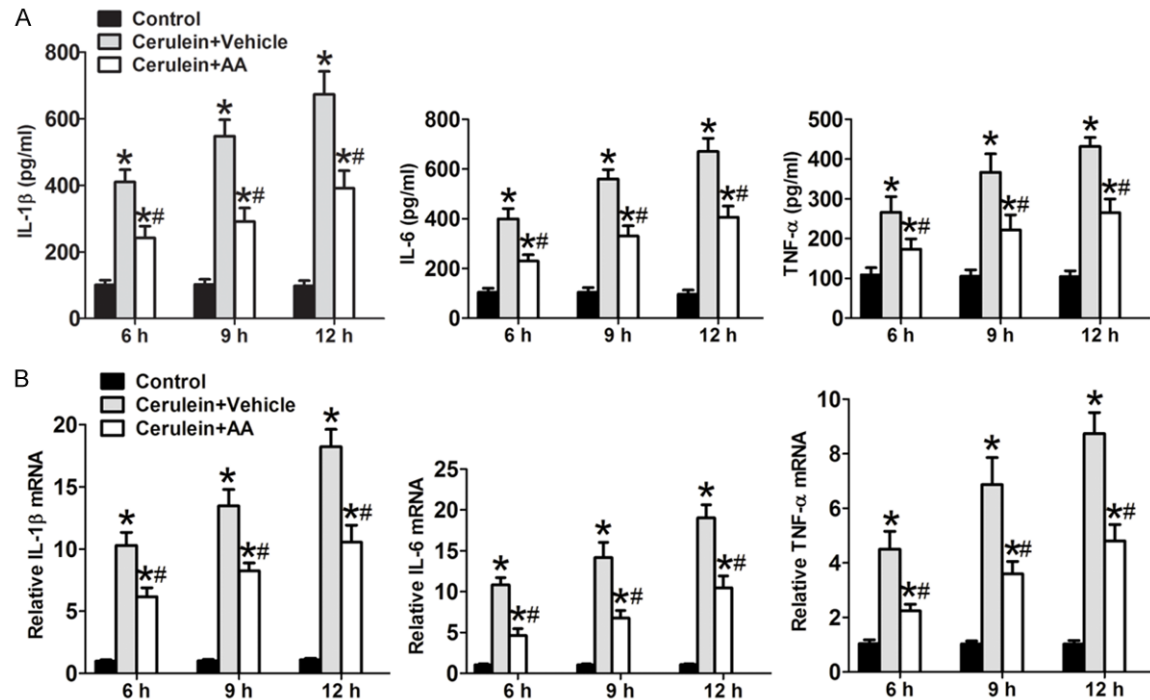 A
Control
Cerulein+Vehicle
Cerulein+AA
IL-1β (pg/ml)
800
600
400
200
0
* *# * *# * *#
6 h 9 h 12 h
IL-6 (pg/ml)
800
600
400
200
0
* *# * *# * *#
6 h 9 h 12 h
TNF-α (pg/ml)
500
400
300
200
100
0
* *# * *# * *#
6 h 9 h 12 h
B
Control
Cerulein+Vehicle
Cerulein+AA
Relative IL-1β mRNA
20
15
10
5
0
* *# * *# * *#
6 h 9 h 12 h
Relative IL-6 mRNA
25
20
15
10
5
0
* *# * *# * *#
6 h 9 h 12 h
Relative TNF-α mRNA
10
8
6
4
2
0
* *# * *# * *#
6 h 9 h 12 h